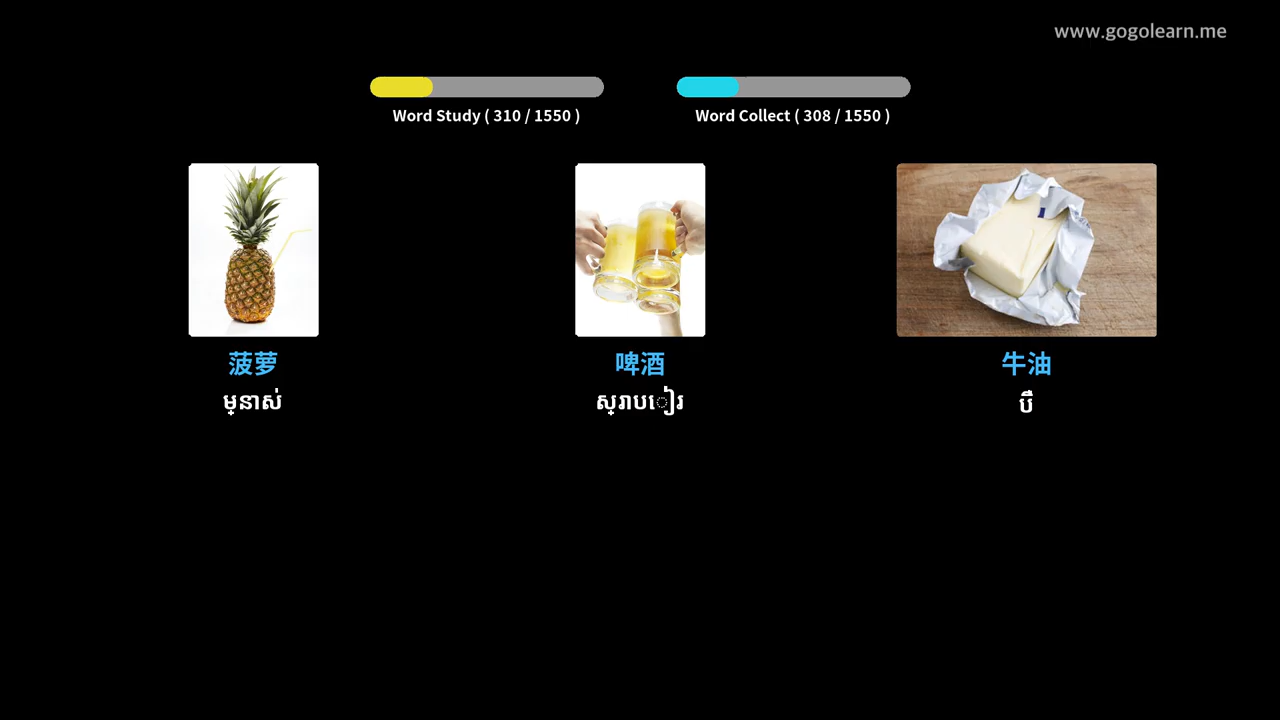 www.gogolearn.me
Word Study ( 310 / 1550 )
Word Collect ( 308 / 1550 )
菠萝
啤酒
牛油
ម្នាស់
ស្រាបៀរ
ប៊ឺ